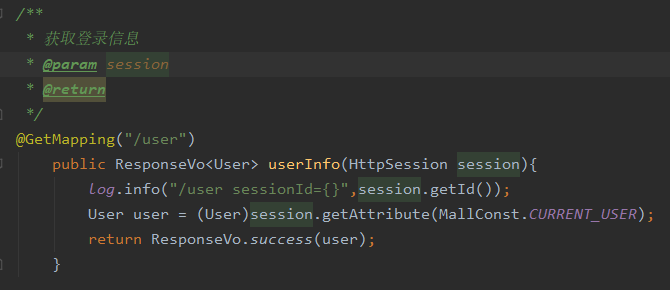 /**
 * 获取登录信息
 * @param session
 * @return
 */
@GetMapping("/user")
    public ResponseVo<User> userInfo(HttpSession session){
        log.info("/user sessionId={}",session.getId());
        User user = (User)session.getAttribute(MallConst.CURRENT_USER);
        return ResponseVo.success(user);
    }